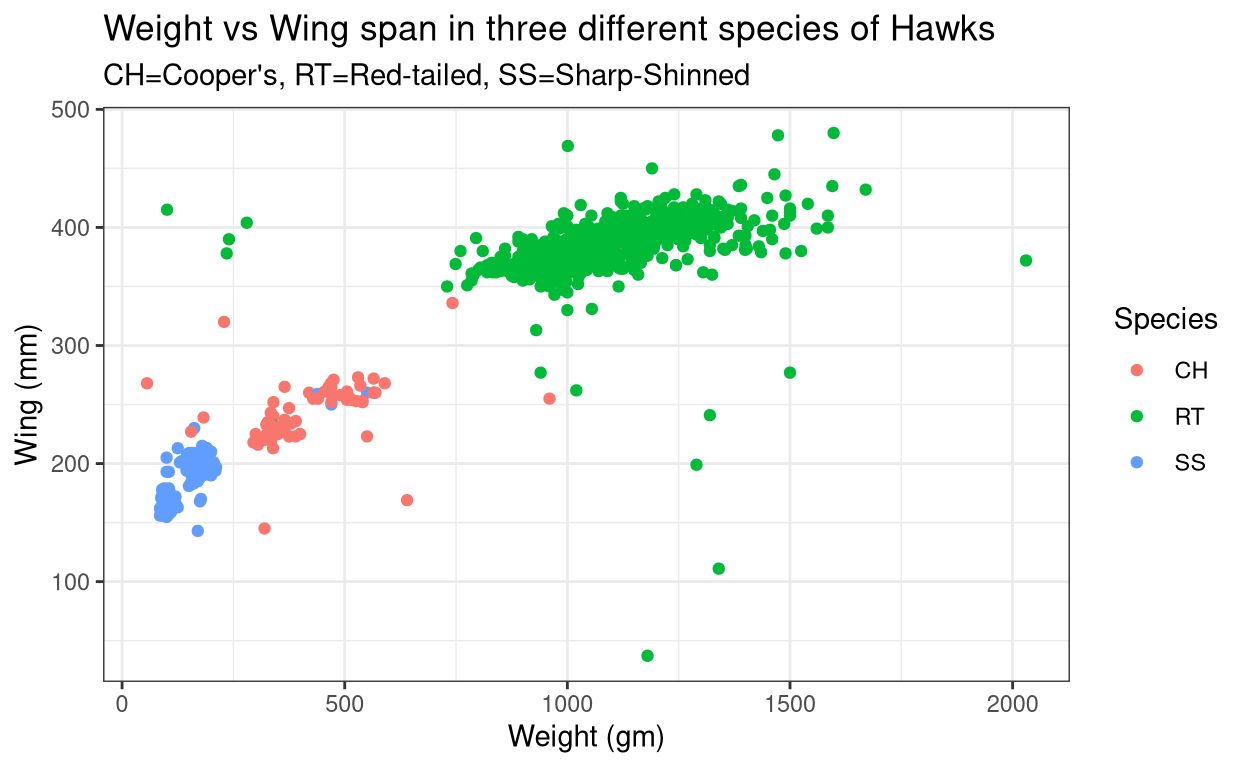 Weight vs Wing span in three different species of Hawks
CH=Cooper's, RT=Red-tailed, SS=Sharp-Shinned
500
400
300
200
100
Wing (mm)
0 500 1000 1500 2000
Weight (gm)
Species
CH
RT
SS